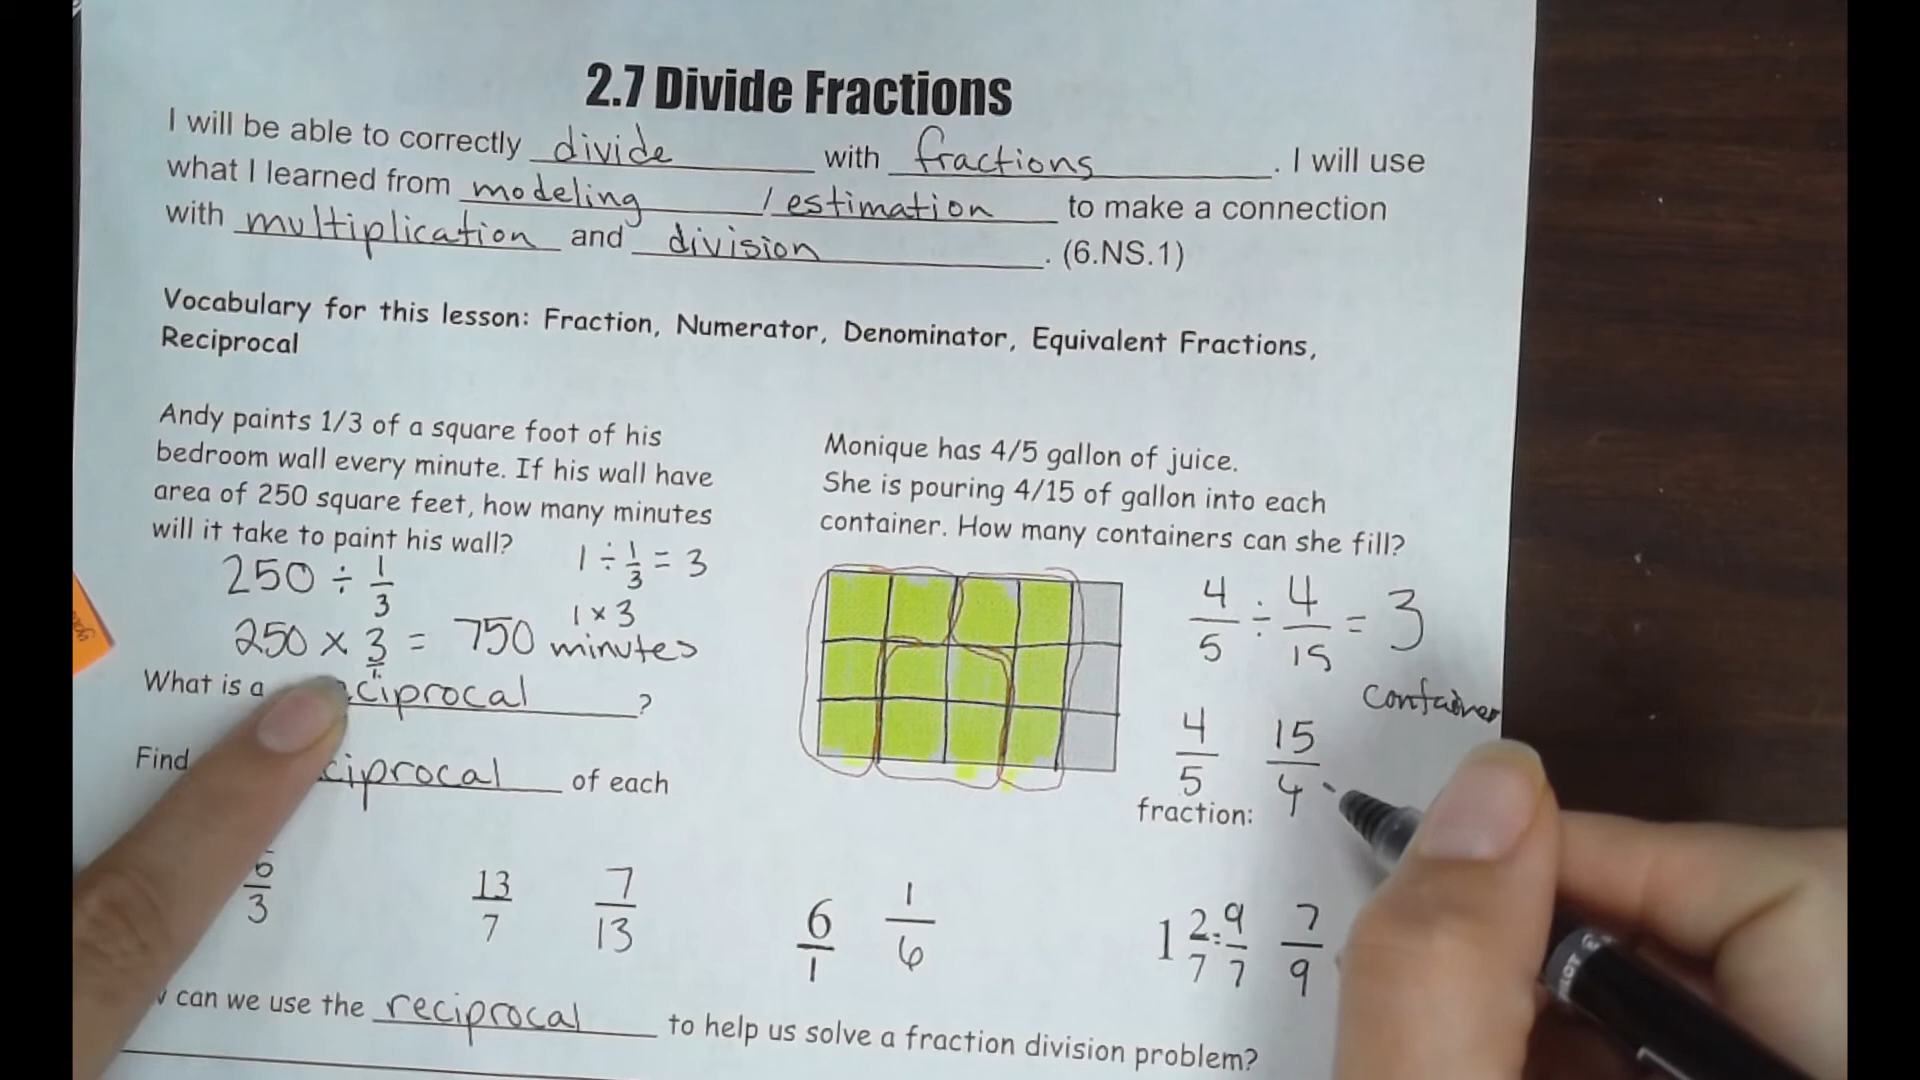 2.7 Divide Fractions
I will be able to correctly divide with fractions. I will use
what I learned from modeling / estimation to make a connection
with multiplication and division. (6.NS.1)
Vocabulary for this lesson: Fraction, Numerator, Denominator, Equivalent Fractions,
Reciprocal
Andy paints 1/3 of a square foot of his
bedroom wall every minute. If his wall have
area of 250 square feet, how many minutes
will it take to paint his wall?
1 ÷ 1/3 = 3
1 × 3
250 ÷ 1/3
250 × 3/1 = 750 minutes
Monique has 4/5 gallon of juice.
She is pouring 4/15 of gallon into each
container. How many containers can she fill?
4/5 ÷ 4/15 = 3
container
4/5 15/4
What is a reciprocal ?
Find reciprocal of each
fraction:
/3 13/7 7/13 6/1 1/6 1 2/7 = 9/7 7/9
can we use the reciprocal to help us solve a fraction division problem?